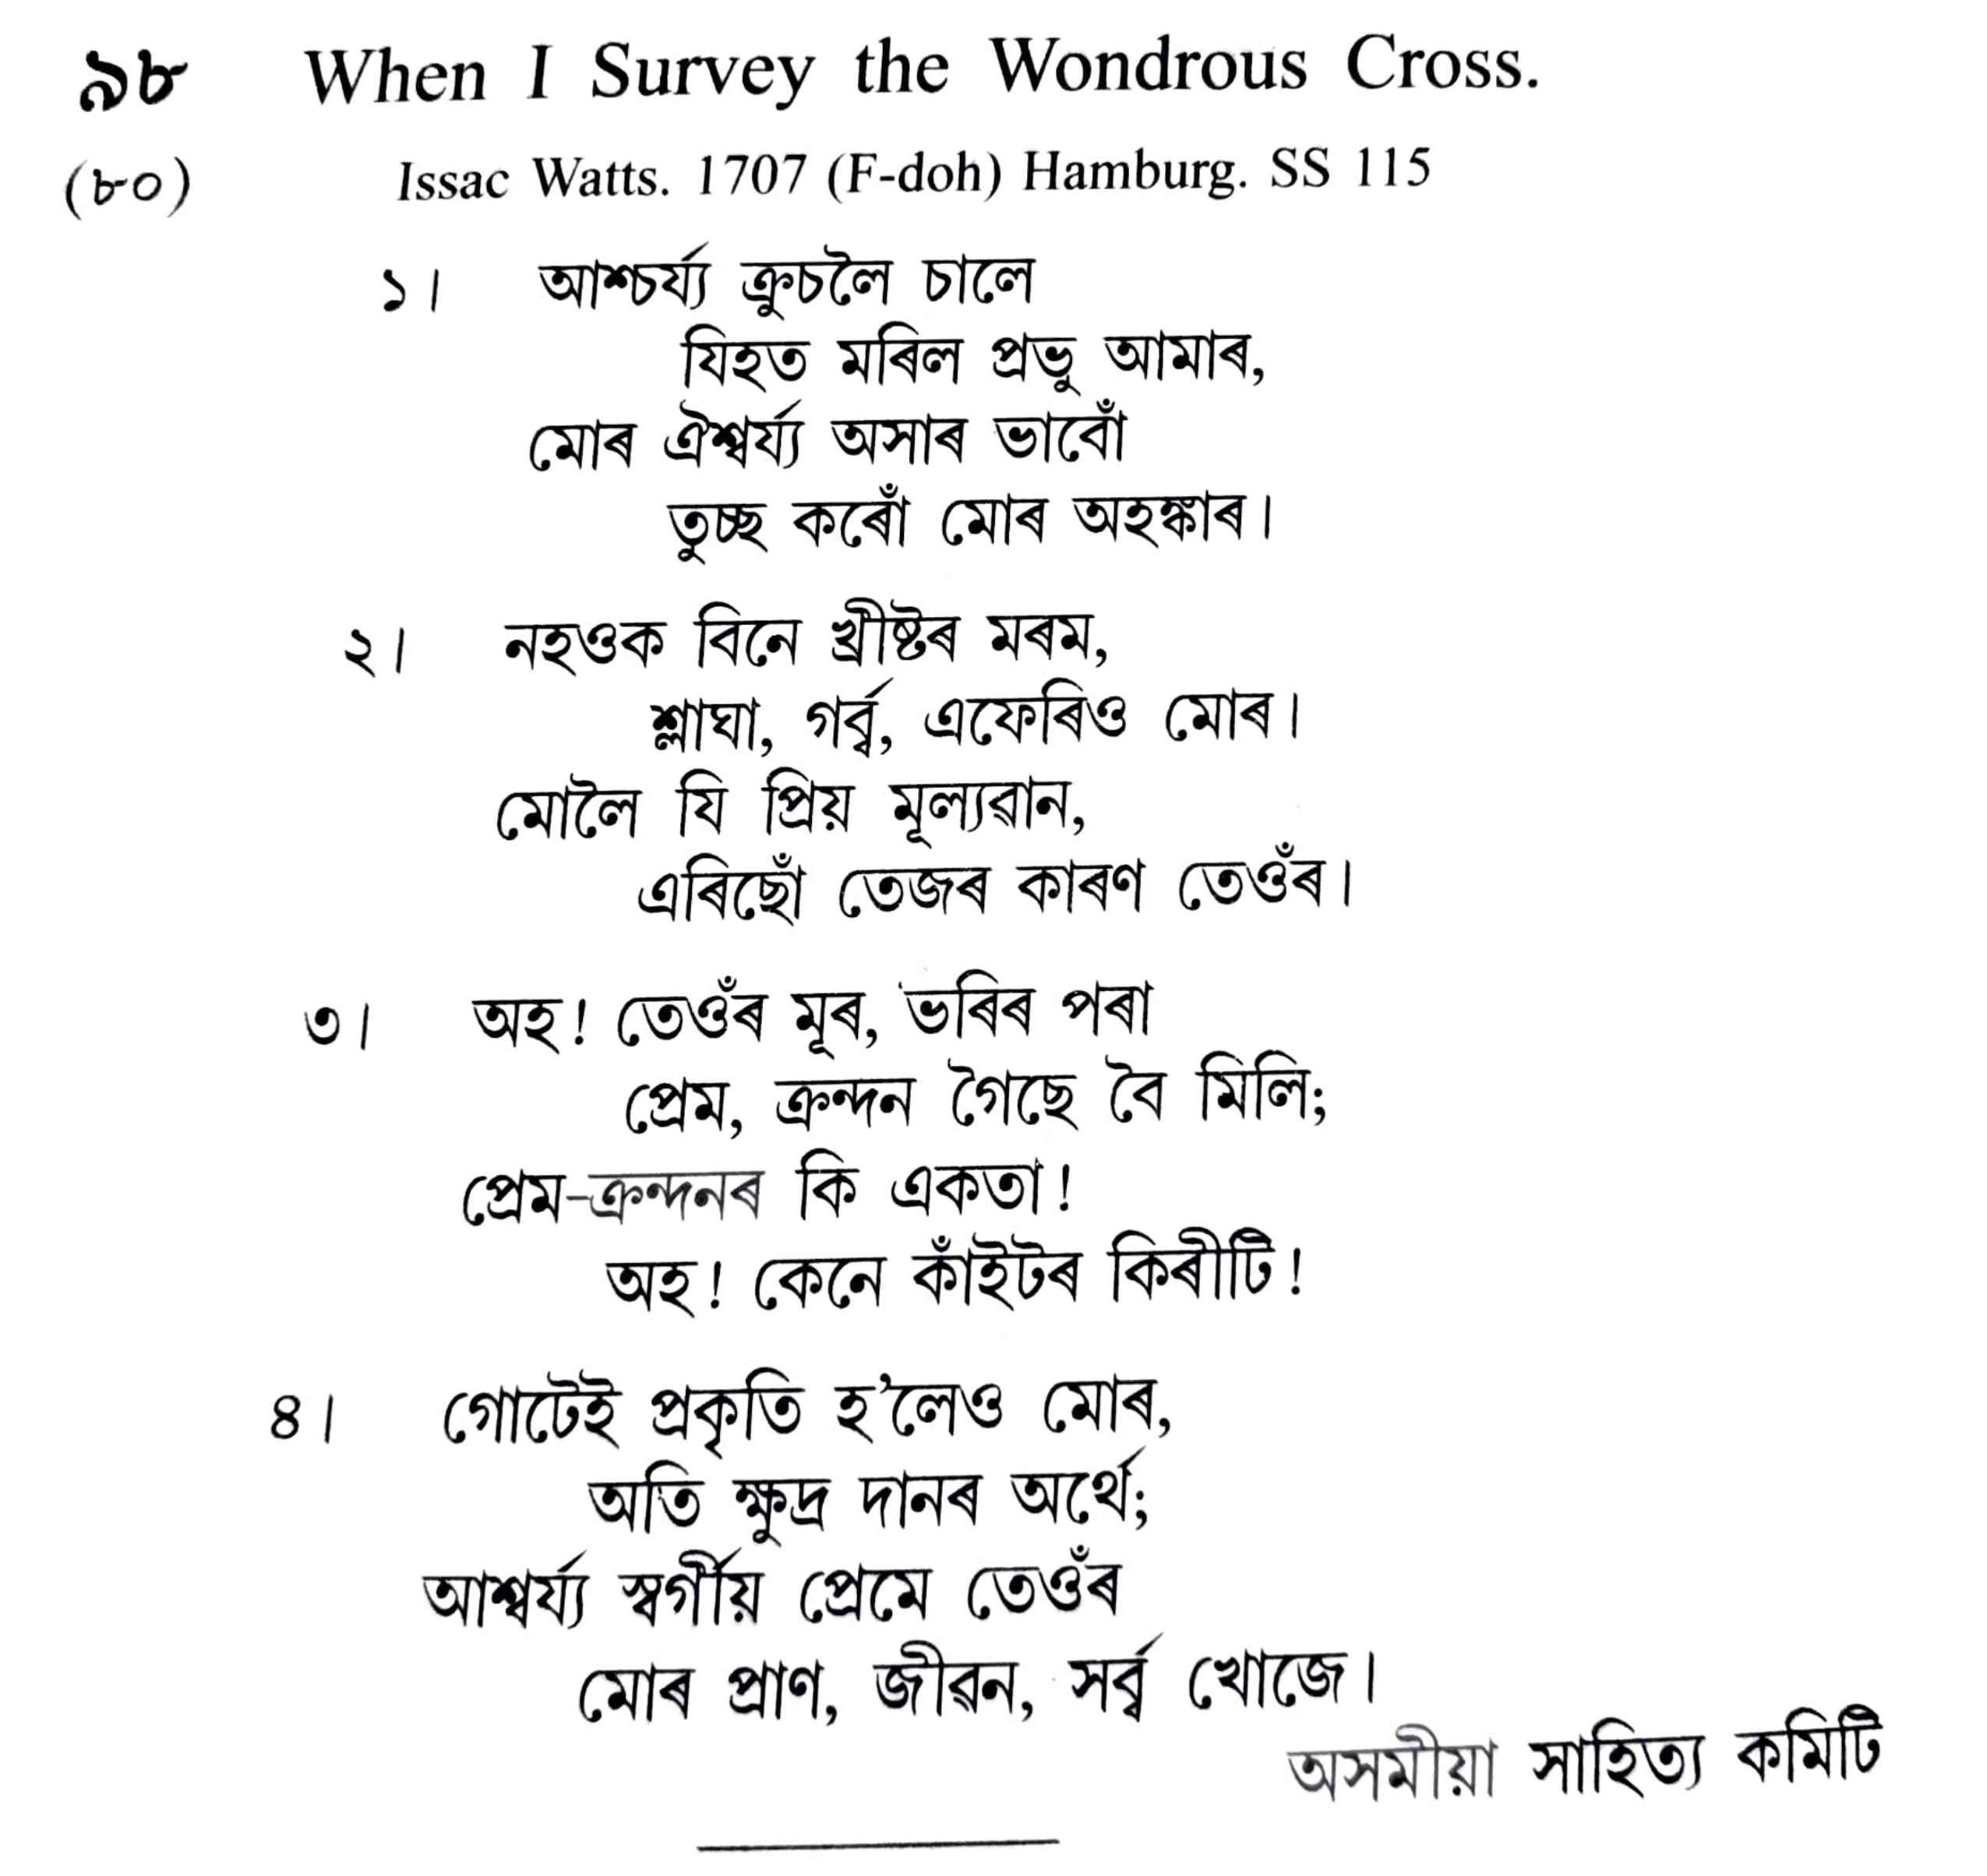 ৯৮ When I Survey the Wondrous Cross.
(৮০) Issac Watts. 1707 (F-doh) Hamburg. SS 115
১। আশ্চৰ্য্য ক্ৰুচলৈ চালে
যিহত মৰিল প্ৰভু আমাৰ,
মোৰ ঐশ্বৰ্য্য অসাৰ ভাবোঁ
তুচ্ছ কৰোঁ মোৰ অহঙ্কাৰ।
২। নহওক বিনে খ্ৰীষ্টৰ মৰম,
শ্লাঘা, গৰ্ব্ব, এফেৰিও মোৰ।
মোলৈ যি প্ৰিয় মূল্যৱান,
এৰিছোঁ তেজৰ কাৰণ তেওঁৰ।
৩। অহ! তেওঁৰ মূৰ, ভৰিৰ পৰা
প্ৰেম, ক্ৰন্দন গৈছে বৈ মিলি;
প্ৰেম-ক্ৰন্দনৰ কি একতা!
অহ! কেনে কাঁইটৰ কিৰীটি!
৪। গোটেই প্ৰকৃতি হ'লেও মোৰ,
অতি ক্ষুদ্ৰ দানৰ অৰ্থে;
আশ্বৰ্য্য স্বৰ্গীয় প্ৰেমে তেওঁৰ
মোৰ প্ৰাণ, জীৱন, সৰ্ব্ব খোজে।
অসমীয়া সাহিত্য কমিটি